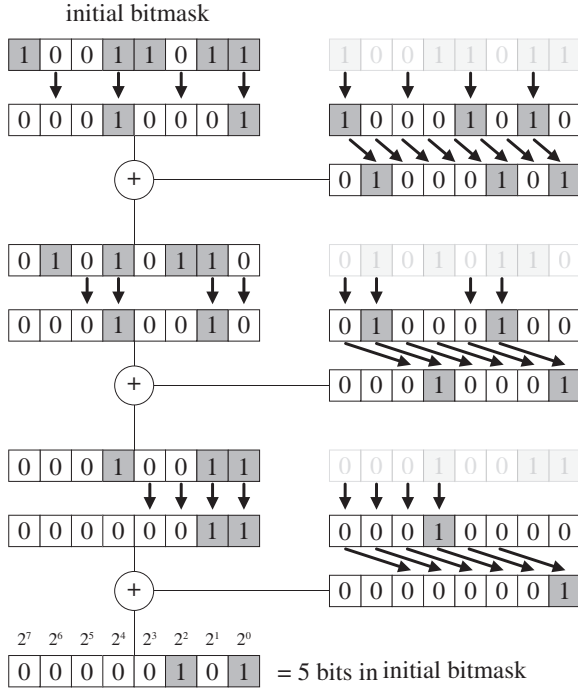 initial bitmask
1 0 0 1 1 0 1 1 1 0 0 1 1 0 1 1
0 0 0 1 0 0 0 1 1 0 0 0 1 0 1 0
+ 0 1 0 0 0 1 0 1
0 1 0 1 0 1 1 0 0 1 0 1 0 1 1 0
0 0 0 1 0 0 1 0 0 1 0 0 0 1 0 0
+ 0 0 0 1 0 0 0 1
0 0 0 1 0 0 1 1 0 0 0 1 0 0 1 1
0 0 0 0 0 0 1 1 0 0 0 1 0 0 0 0
+ 0 0 0 0 0 0 0 1
2⁷ 2⁶ 2⁵ 2⁴ 2³ 2² 2¹ 2⁰
0 0 0 0 0 1 0 1 = 5 bits in initial bitmask